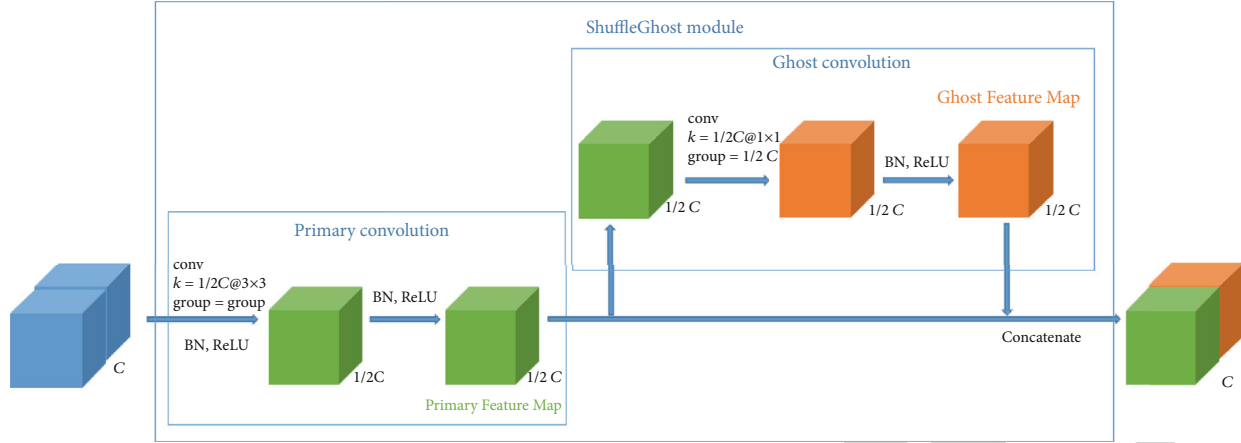 ShuffleGhost module
Ghost convolution
Ghost Feature Map
conv
k = 1/2C@1×1
group = 1/2 C
BN, ReLU
1/2 C
1/2 C
1/2 C
Primary convolution
conv
k = 1/2C@3×3
group = group
BN, ReLU
BN, ReLU
C
1/2C
1/2 C
Primary Feature Map
Concatenate
C